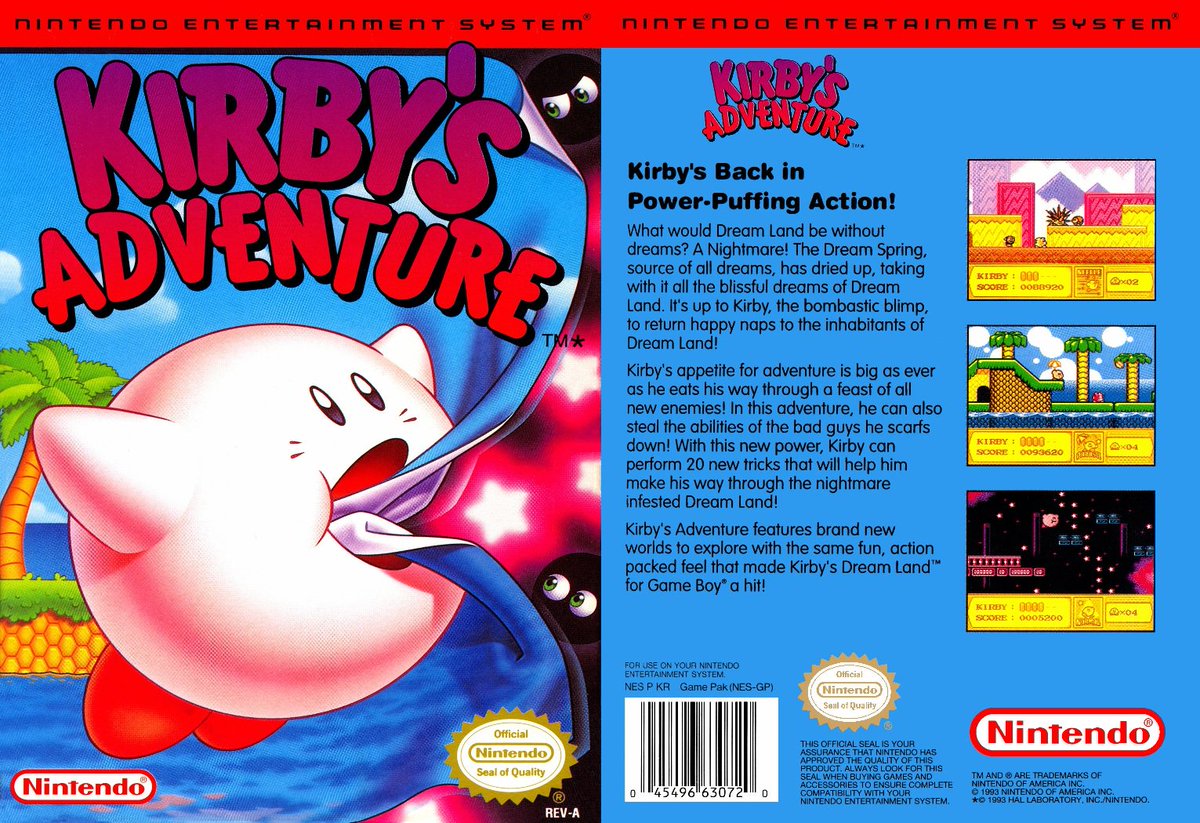 NINTENDO ENTERTAINMENT SYSTEM®
KIRBY'S
ADVENTURE
TM★
Nintendo®
Official
Nintendo
Seal of Quality
®
REV-A
NINTENDO ENTERTAINMENT SYSTEM®
KIRBY'S
ADVENTURE
TM★
Kirby's Back in
Power-Puffing Action!
What would Dream Land be without
dreams? A Nightmare! The Dream Spring,
source of all dreams, has dried up, taking
with it all the blissful dreams of Dream
Land. It's up to Kirby, the bombastic blimp,
to return happy naps to the inhabitants of
Dream Land!
Kirby's appetite for adventure is big as ever
as he eats his way through a feast of all
new enemies! In this adventure, he can also
steal the abilities of the bad guys he scarfs
down! With this new power, Kirby can
perform 20 new tricks that will help him
make his way through the nightmare
infested Dream Land!
Kirby's Adventure features brand new
worlds to explore with the same fun, action
packed feel that made Kirby's Dream Land™
for Game Boy® a hit!
KIRBY :
SCORE : 0088920
×02
KIRBY :
SCORE : 0093620
×04
KIRBY :
SCORE : 0005200
×04
FOR USE ON YOUR NINTENDO
ENTERTAINMENT SYSTEM.
NES P KR Game Pak (NES-GP)
0 45496 63072 0
Official
Nintendo
Seal of Quality
®
THIS OFFICIAL SEAL IS YOUR
ASSURANCE THAT NINTENDO HAS
APPROVED THE QUALITY OF THIS
PRODUCT. ALWAYS LOOK FOR THIS
SEAL WHEN BUYING GAMES AND
ACCESSORIES TO ENSURE COMPLETE
COMPATIBILITY WITH YOUR
NINTENDO ENTERTAINMENT SYSTEM.
Nintendo®
TM AND ® ARE TRADEMARKS OF
NINTENDO OF AMERICA INC.
© 1993 NINTENDO OF AMERICA INC.
★© 1993 HAL LABORATORY, INC./NINTENDO.